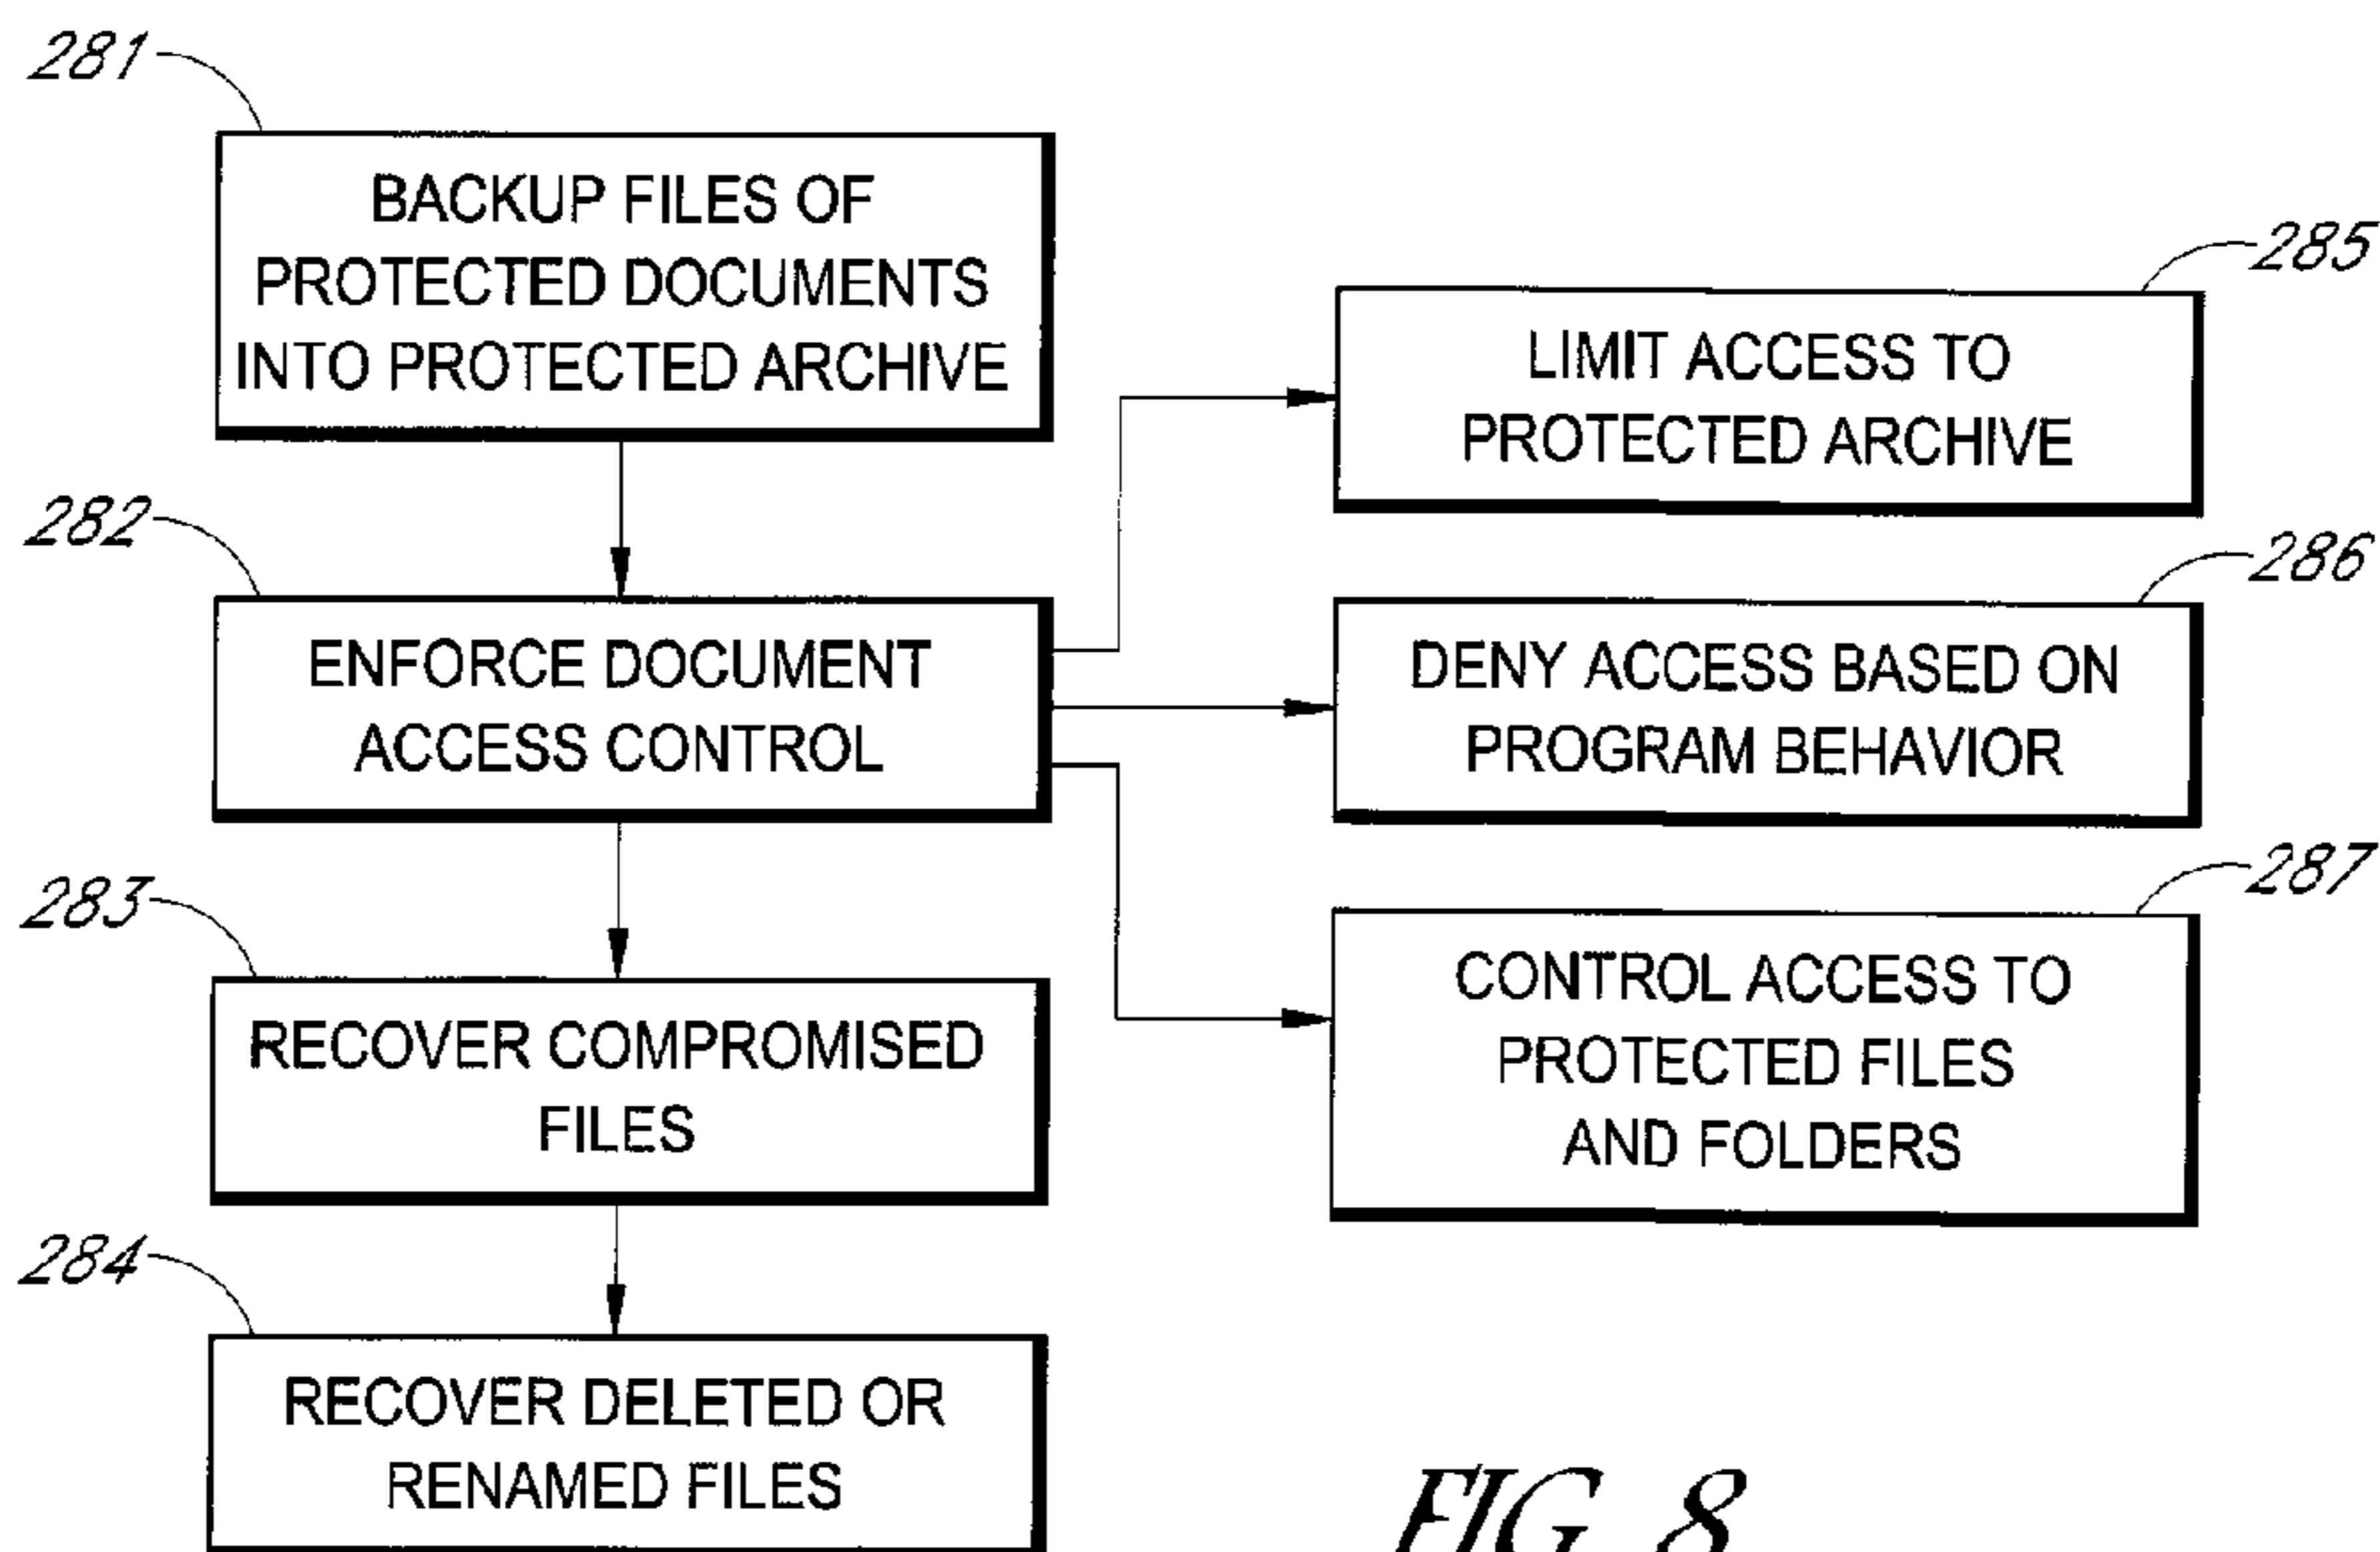 281
BACKUP FILES OF
PROTECTED DOCUMENTS
INTO PROTECTED ARCHIVE
282
ENFORCE DOCUMENT
ACCESS CONTROL
283
RECOVER COMPROMISED
FILES
284
RECOVER DELETED OR
RENAMED FILES
285
LIMIT ACCESS TO
PROTECTED ARCHIVE
286
DENY ACCESS BASED ON
PROGRAM BEHAVIOR
287
CONTROL ACCESS TO
PROTECTED FILES
AND FOLDERS
FIG 8